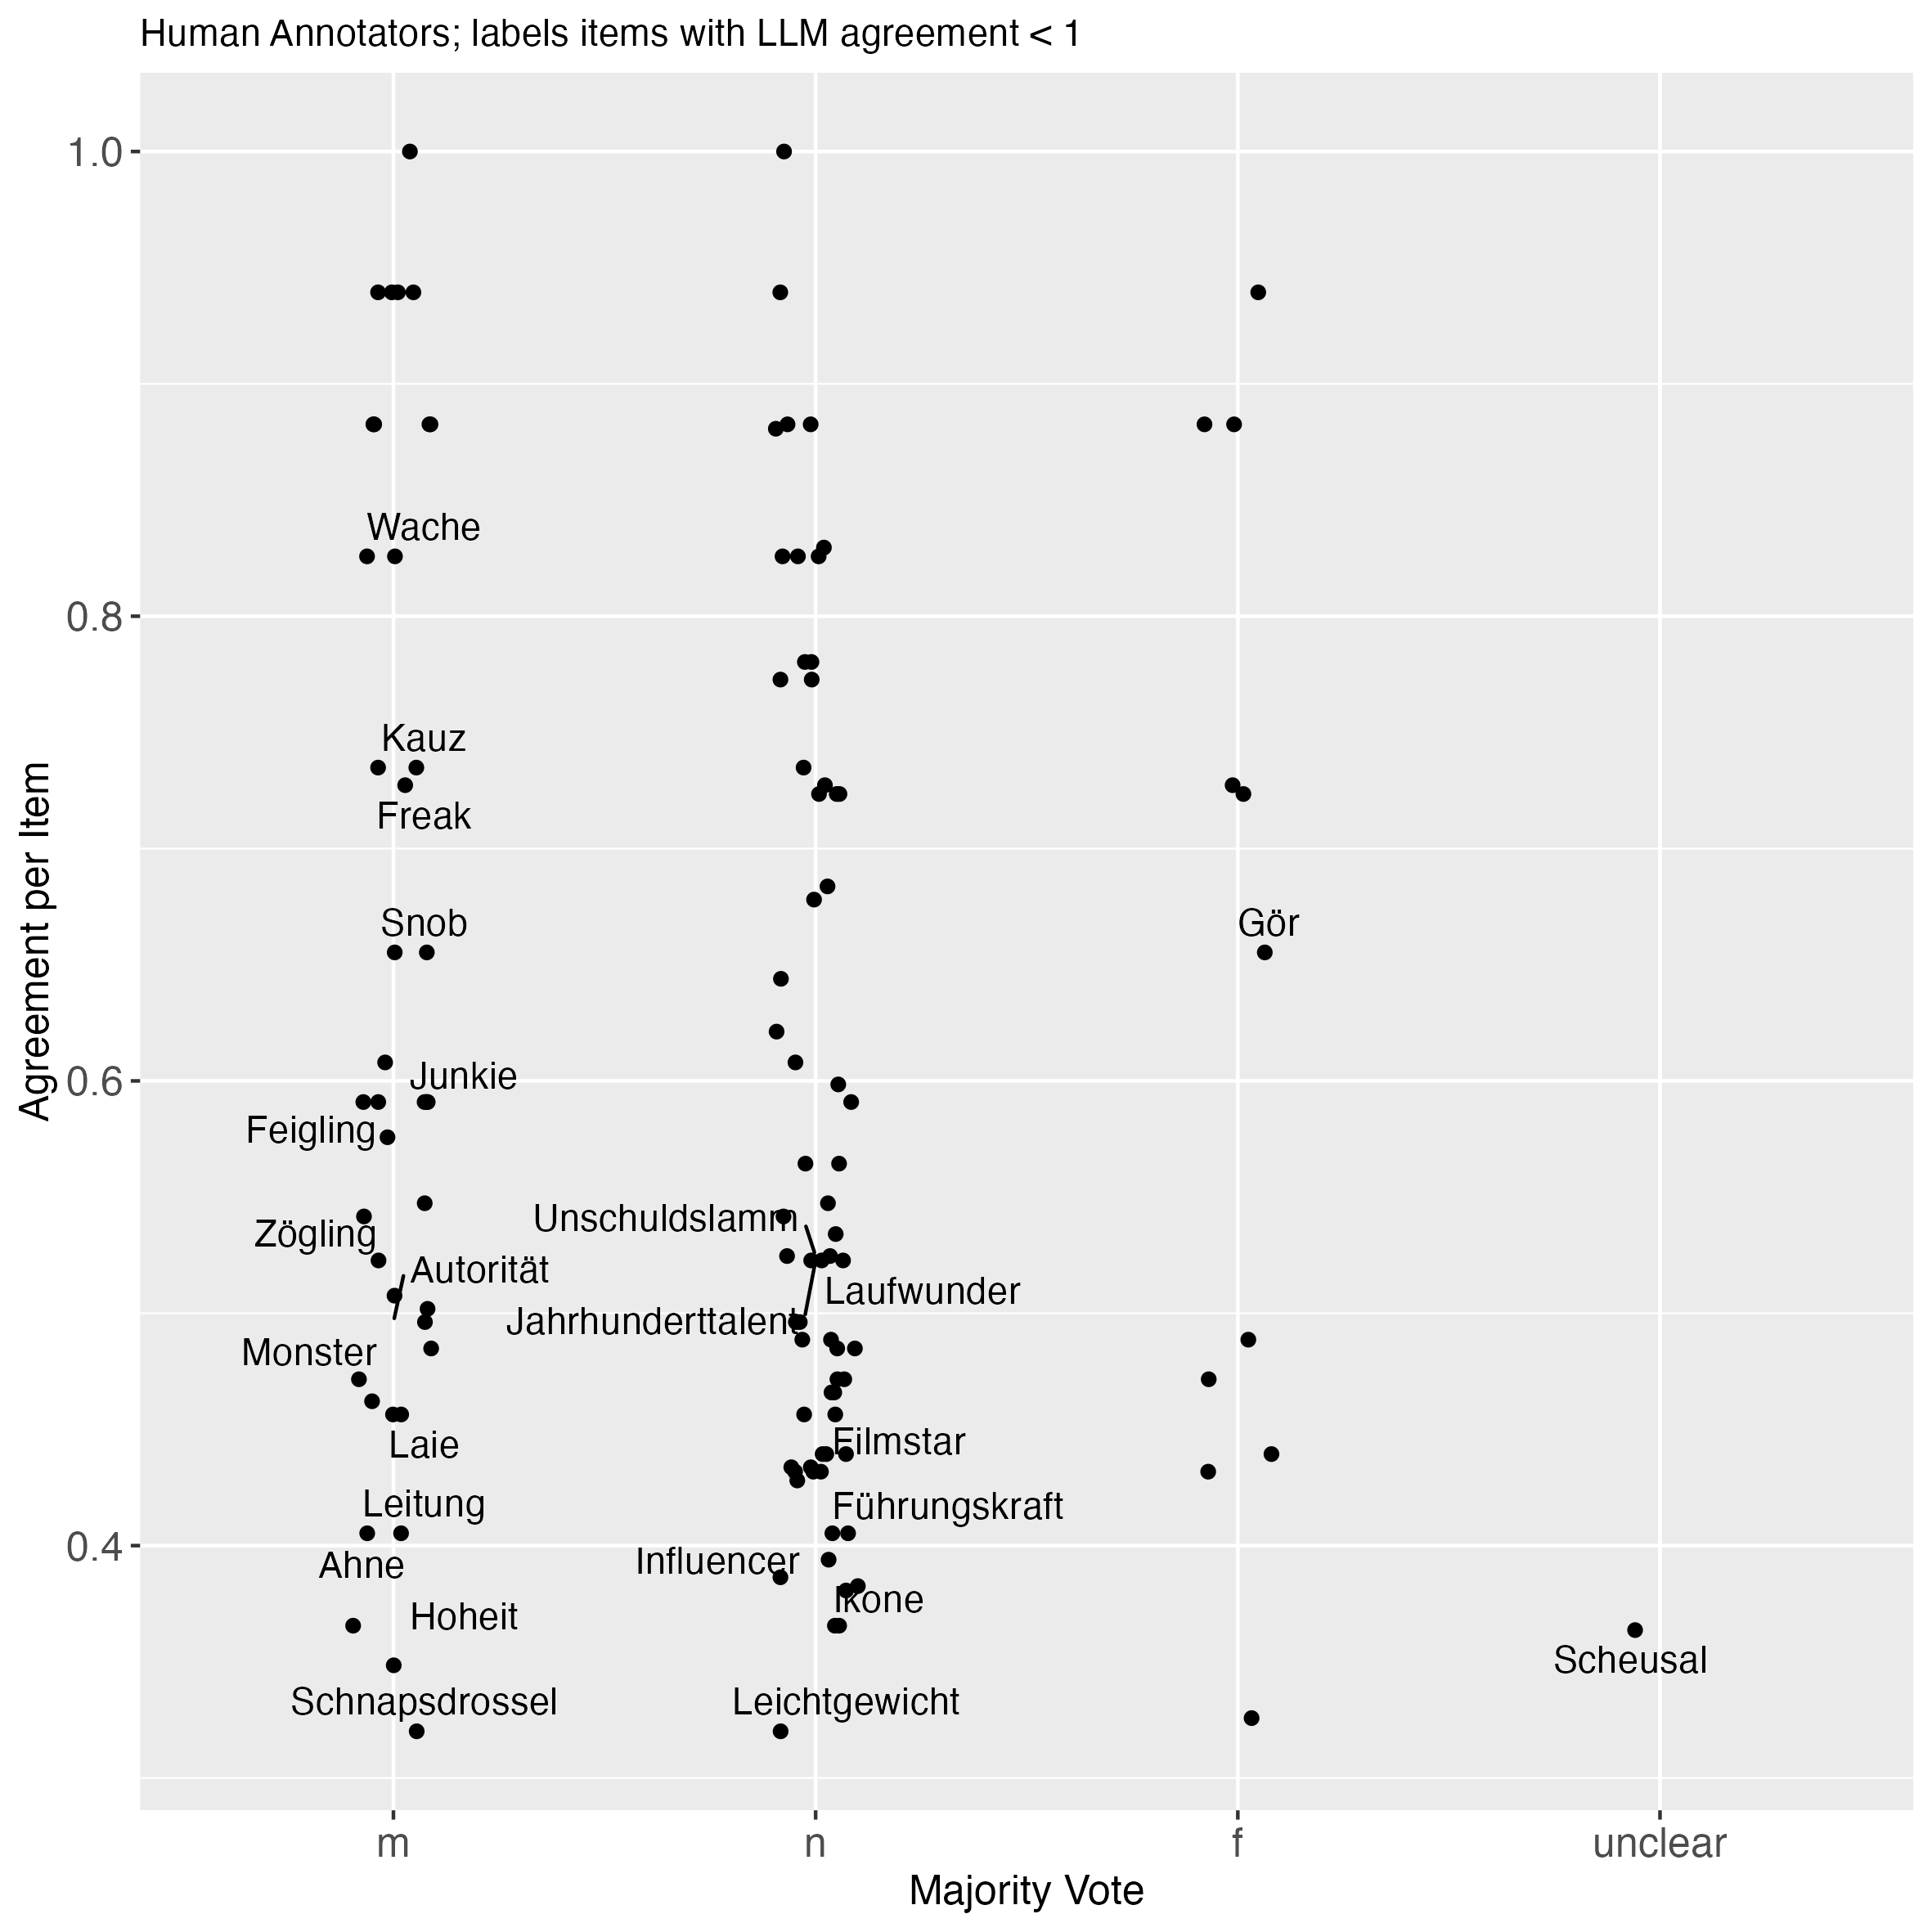 Human Annotators; labels items with LLM agreement < 1
Agreement per Item
1.0
0.8
0.6
0.4
Wache
Kauz
Freak
Snob
Gör
Junkie
Feigling
Unschuldslamm
Zögling
Autorität
Laufwunder
Jahrhunderttalent
Monster
Filmstar
Laie
Leitung
Führungskraft
Influencer
Ahne
Ikone
Hoheit
Scheusal
Schnapsdrossel
Leichtgewicht
m
n
f
unclear
Majority Vote